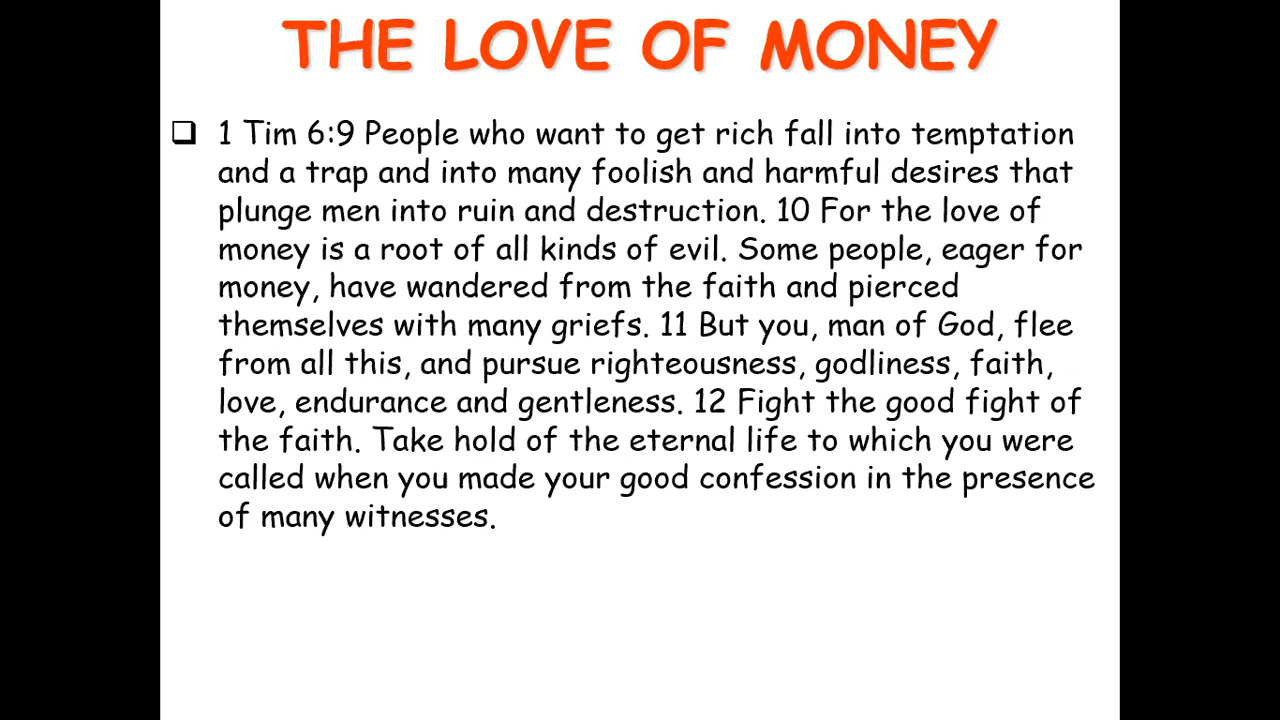 THE LOVE OF MONEY
❑ 1 Tim 6:9 People who want to get rich fall into temptation
and a trap and into many foolish and harmful desires that
plunge men into ruin and destruction. 10 For the love of
money is a root of all kinds of evil. Some people, eager for
money, have wandered from the faith and pierced
themselves with many griefs. 11 But you, man of God, flee
from all this, and pursue righteousness, godliness, faith,
love, endurance and gentleness. 12 Fight the good fight of
the faith. Take hold of the eternal life to which you were
called when you made your good confession in the presence
of many witnesses.